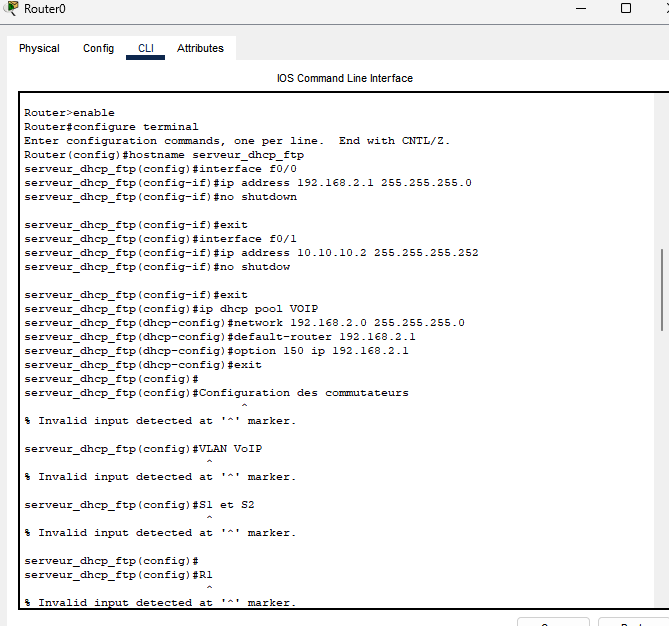 Router0
Physical Config CLI Attributes
IOS Command Line Interface
Router>enable
Router#configure terminal
Enter configuration commands, one per line.  End with CNTL/Z.
Router(config)#hostname serveur_dhcp_ftp
serveur_dhcp_ftp(config)#interface f0/0
serveur_dhcp_ftp(config-if)#ip address 192.168.2.1 255.255.255.0
serveur_dhcp_ftp(config-if)#no shutdown
serveur_dhcp_ftp(config-if)#exit
serveur_dhcp_ftp(config)#interface f0/1
serveur_dhcp_ftp(config-if)#ip address 10.10.10.2 255.255.255.252
serveur_dhcp_ftp(config-if)#no shutdow
serveur_dhcp_ftp(config-if)#exit
serveur_dhcp_ftp(config)#ip dhcp pool VOIP
serveur_dhcp_ftp(dhcp-config)#network 192.168.2.0 255.255.255.0
serveur_dhcp_ftp(dhcp-config)#default-router 192.168.2.1
serveur_dhcp_ftp(dhcp-config)#option 150 ip 192.168.2.1
serveur_dhcp_ftp(dhcp-config)#exit
serveur_dhcp_ftp(config)#
serveur_dhcp_ftp(config)#Configuration des commutateurs
^
% Invalid input detected at '^' marker.
serveur_dhcp_ftp(config)#VLAN VoIP
^
% Invalid input detected at '^' marker.
serveur_dhcp_ftp(config)#S1 et S2
^
% Invalid input detected at '^' marker.
serveur_dhcp_ftp(config)#
serveur_dhcp_ftp(config)#R1
^
% Invalid input detected at '^' marker.